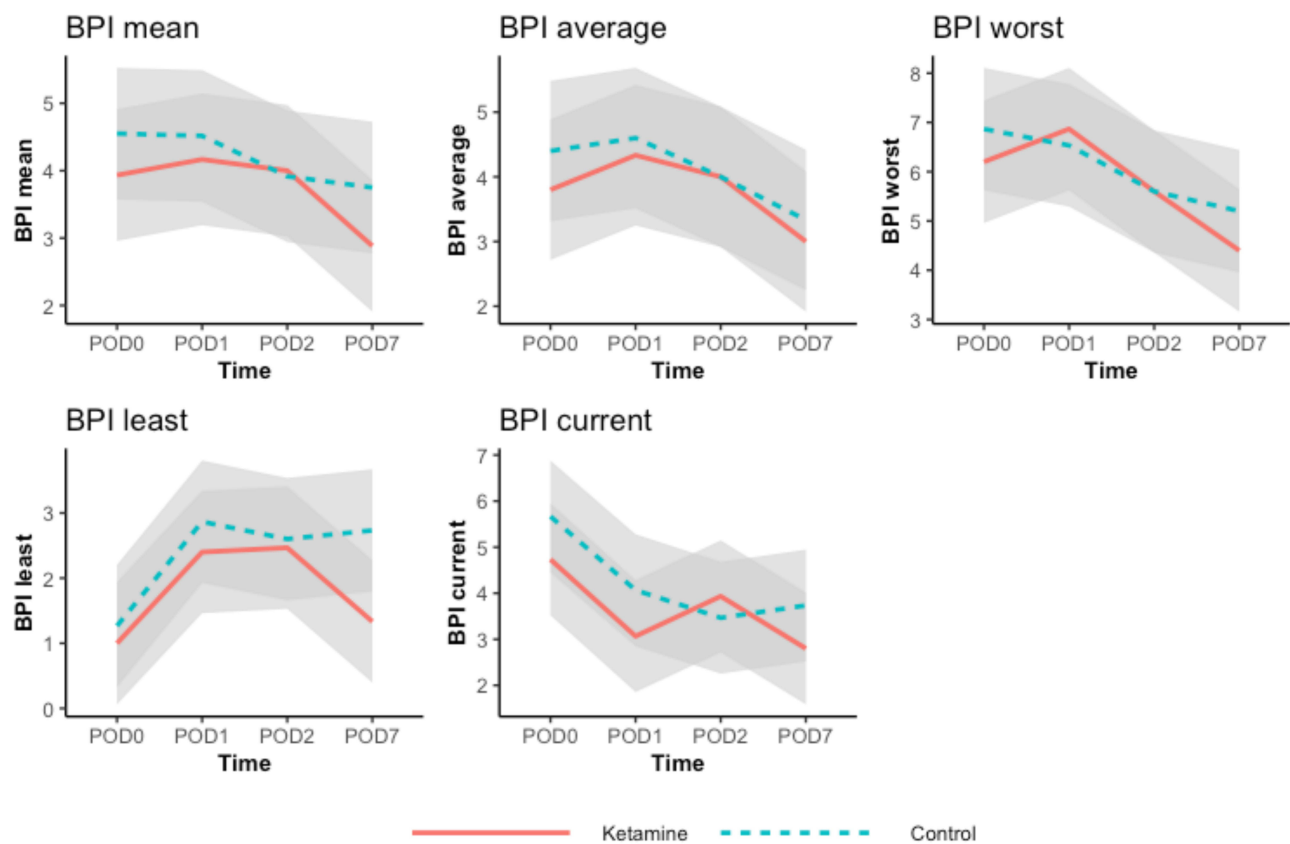 BPI mean
BPI average
BPI worst
BPI mean
5
4
3
2
POD0 POD1 POD2 POD7
Time
BPI average
5
4
3
2
POD0 POD1 POD2 POD7
Time
BPI worst
8
7
6
5
4
3
POD0 POD1 POD2 POD7
Time
BPI least
BPI current
BPI least
3
2
1
0
POD0 POD1 POD2 POD7
Time
BPI current
7
6
5
4
3
2
POD0 POD1 POD2 POD7
Time
Ketamine Control